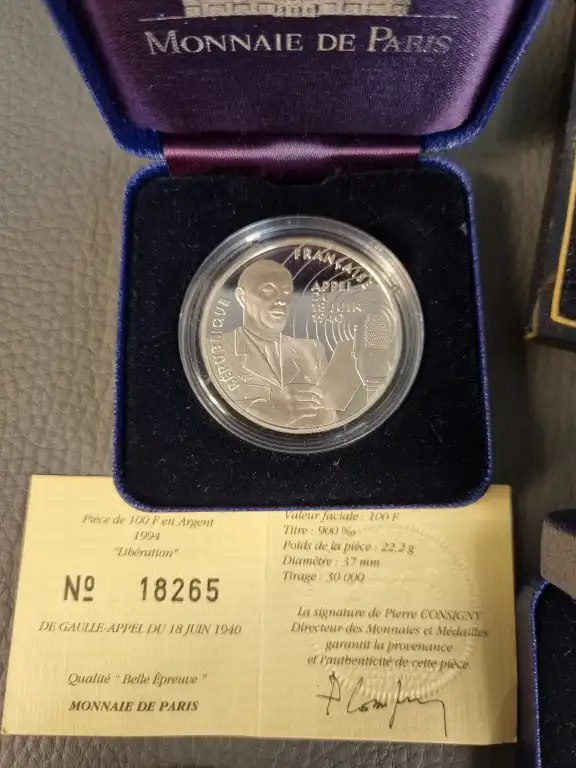 MONNAIE DE PARIS
RÉPUBLIQUE
FRANÇAISE
APPEL
DU
18 JUIN
1940
Pièce de 100 F en Argent
1994
"Libération"
Nº 18265
DE GAULLE-APPEL DU 18 JUIN 1940
Qualité " Belle Épreuve "
MONNAIE DE PARIS
Valeur faciale : 100 F.
Titre : 900 ‰
Poids de la pièce : 22.2 g
Diamètre : 37 mm
Tirage : 30 000
La signature de Pierre CONSIGNY
Directeur des Monnaies et Médailles
garantit la provenance
et l'authenticité de cette pièce.